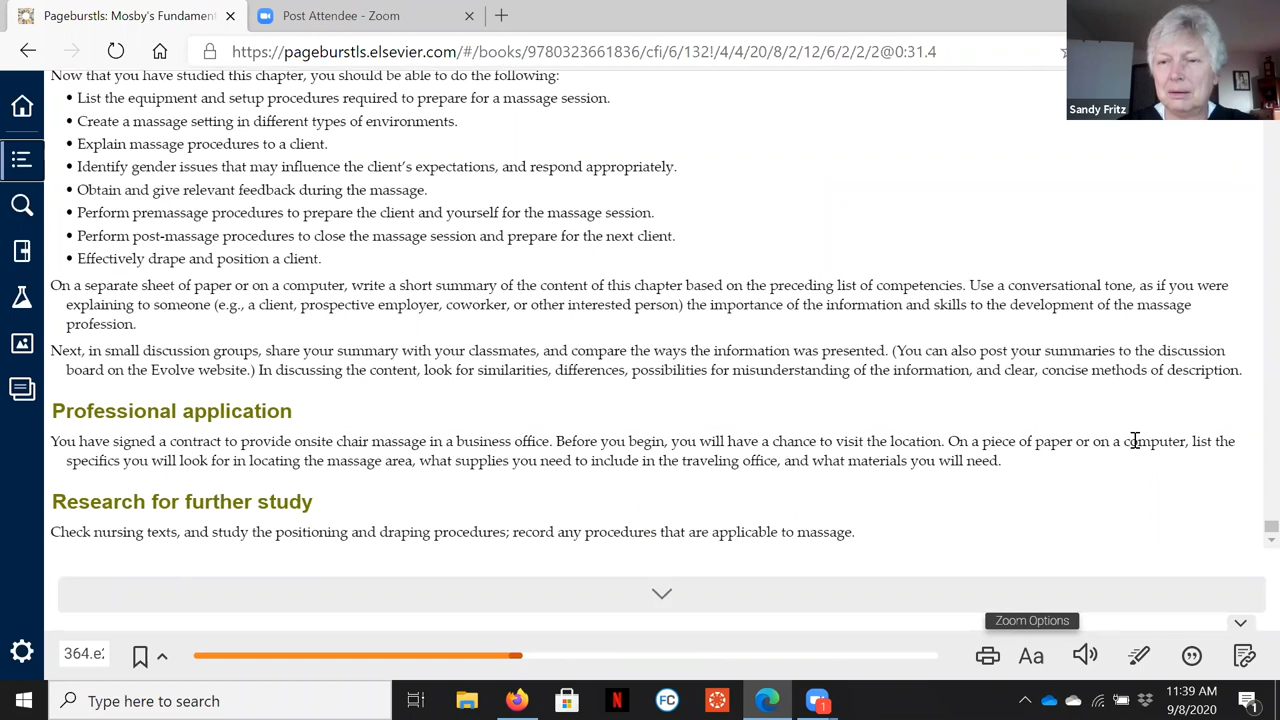 Pageburstls: Mosby's Fundament
Post Attendee - Zoom
https://pageburstls.elsevier.com/#/books/9780323661836/cfi/6/132!/4/4/20/8/2/12/6/2/2/2@0:31.4
Sandy Fritz
Now that you have studied this chapter, you should be able to do the following:
• List the equipment and setup procedures required to prepare for a massage session.
• Create a massage setting in different types of environments.
• Explain massage procedures to a client.
• Identify gender issues that may influence the client's expectations, and respond appropriately.
• Obtain and give relevant feedback during the massage.
• Perform premassage procedures to prepare the client and yourself for the massage session.
• Perform post-massage procedures to close the massage session and prepare for the next client.
• Effectively drape and position a client.
On a separate sheet of paper or on a computer, write a short summary of the content of this chapter based on the preceding list of competencies. Use a conversational tone, as if you were
explaining to someone (e.g., a client, prospective employer, coworker, or other interested person) the importance of the information and skills to the development of the massage
profession.
Next, in small discussion groups, share your summary with your classmates, and compare the ways the information was presented. (You can also post your summaries to the discussion
board on the Evolve website.) In discussing the content, look for similarities, differences, possibilities for misunderstanding of the information, and clear, concise methods of description.
Professional application
You have signed a contract to provide onsite chair massage in a business office. Before you begin, you will have a chance to visit the location. On a piece of paper or on a computer, list the
specifics you will look for in locating the massage area, what supplies you need to include in the traveling office, and what materials you will need.
Research for further study
Check nursing texts, and study the positioning and draping procedures; record any procedures that are applicable to massage.
Zoom Options
364.e2
Aa
Type here to search
N
FC
1
11:39 AM
9/8/2020
1